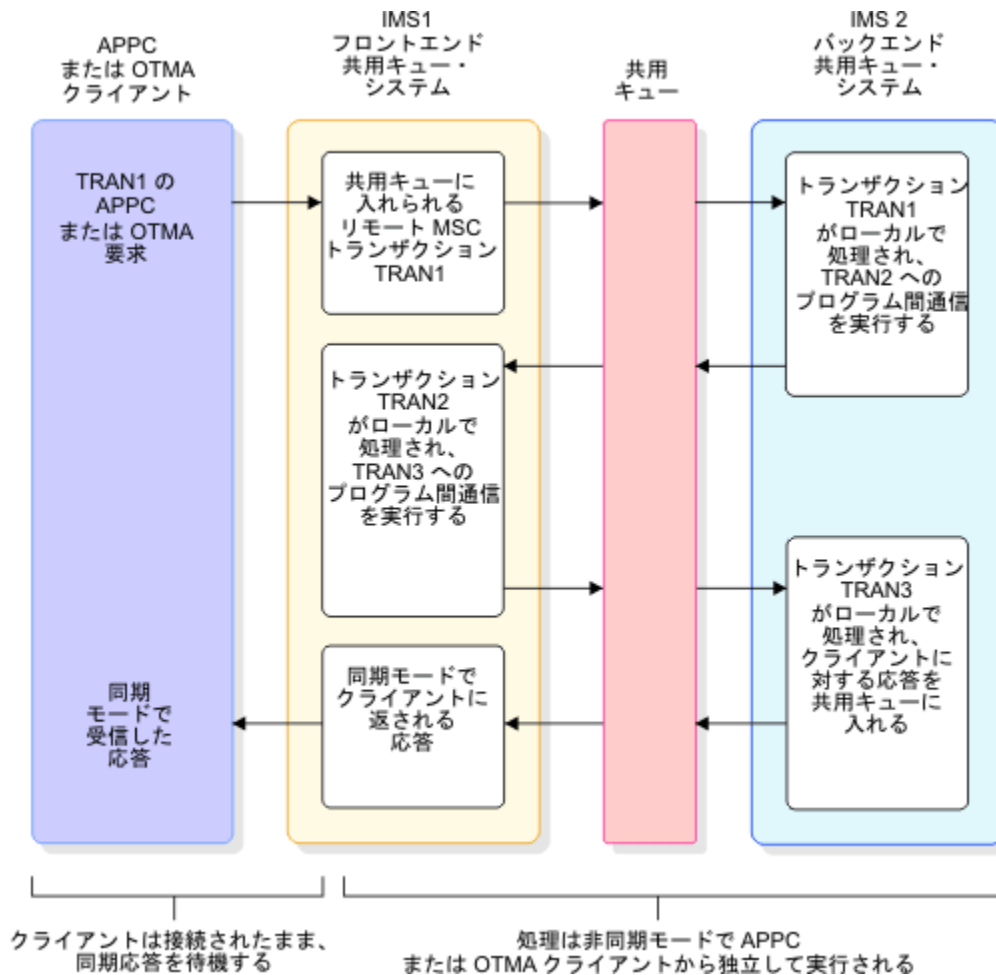 APPC
または OTMA
クライアント
IMS1
フロントエンド
共用キュー・
システム
共用
キュー
IMS 2
バックエンド
共用キュー・
システム
TRAN1 の
APPC
または OTMA
要求
共用キューに
入れられる
リモート MSC
トランザクション
TRAN1
トランザクション
TRAN1
がローカルで
処理され、
TRAN2 への
プログラム間通信
を実行する
トランザクション
TRAN2
がローカルで
処理され、
TRAN3 への
プログラム間通信
を実行する
トランザクション
TRAN3
がローカルで
処理され、
クライアントに
対する応答を
共用キューに
入れる
同期モードで
クライアントに
返される
応答
同期
モードで
受信した
応答
クライアントは接続されたまま、
同期応答を待機する
処理は非同期モードで APPC
または OTMA クライアントから独立して実行される